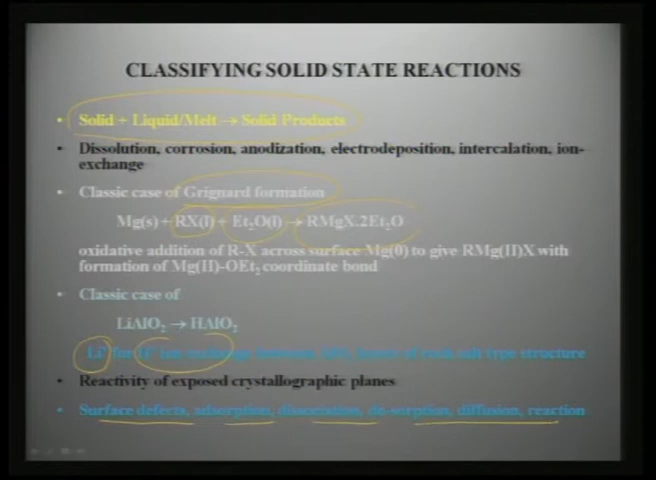 CLASSIFYING SOLID STATE REACTIONS
• Solid + Liquid/Melt → Solid Products
• Dissolution, corrosion, anodization, electrodeposition, intercalation, ion-
exchange
• Classic case of Grignard formation
Mg(s) + RX(l) + Et₂O(l) → RMgX.2Et₂O
oxidative addition of R-X across surface Mg(0) to give RMg(II)X with
formation of Mg(II)-OEt₂ coordinate bond
• Classic case of
LiAlO₂ → HAlO₂
Li⁺ for H⁺ ion exchange between layers of rock salt type structure
• Reactivity of exposed crystallographic planes
• Surface defects, adsorption, dissociation, de-sorption, diffusion, reaction